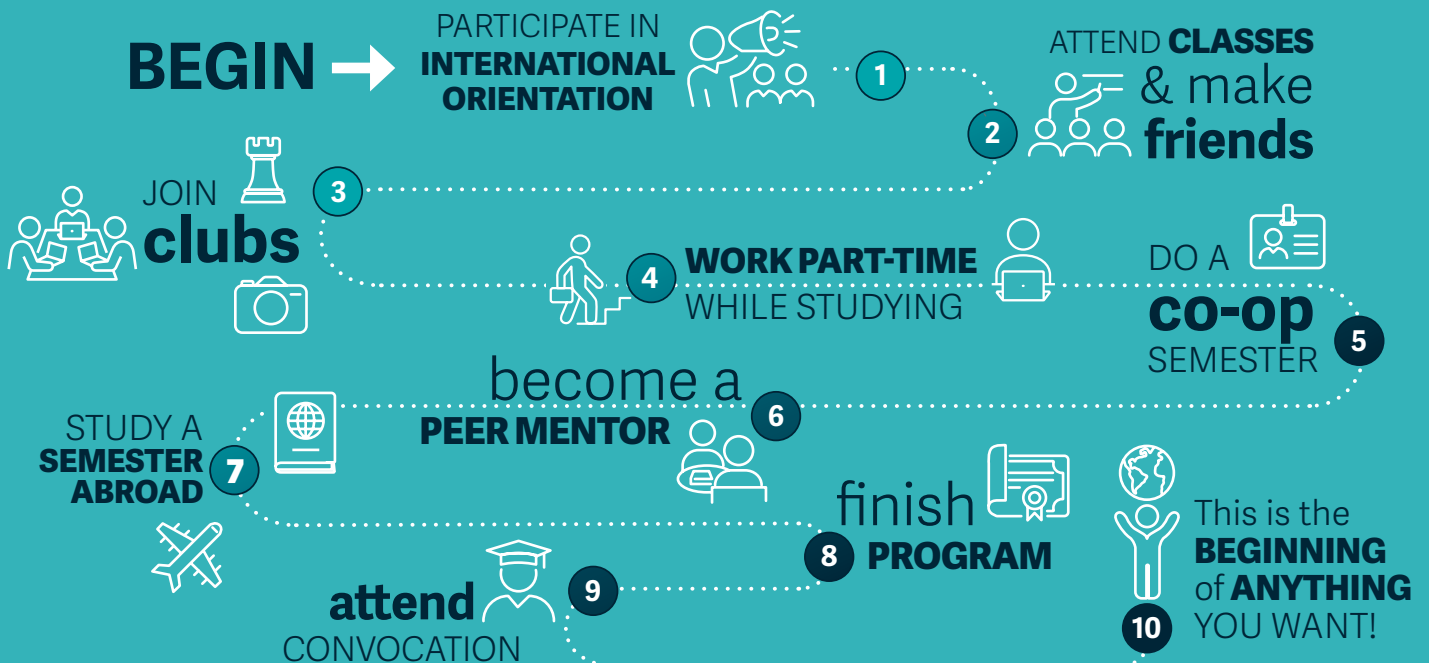 BEGIN
PARTICIPATE IN
INTERNATIONAL
ORIENTATION
1
2
ATTEND CLASSES
& make
friends
3
JOIN
clubs
4
WORK PART-TIME
WHILE STUDYING
DO A
co-op
SEMESTER
5
become a
PEER MENTOR
6
STUDY A
SEMESTER
ABROAD
7
finish
8 PROGRAM
9
attend
CONVOCATION
This is the
BEGINNING
of ANYTHING
10 YOU WANT!